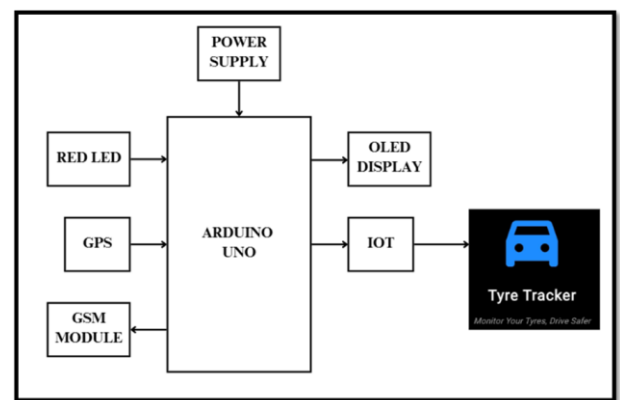 POWER
SUPPLY
RED LED
OLED
DISPLAY
GPS
ARDUINO
UNO
IOT
GSM
MODULE
Tyre Tracker
Monitor Your Tyres, Drive Safer